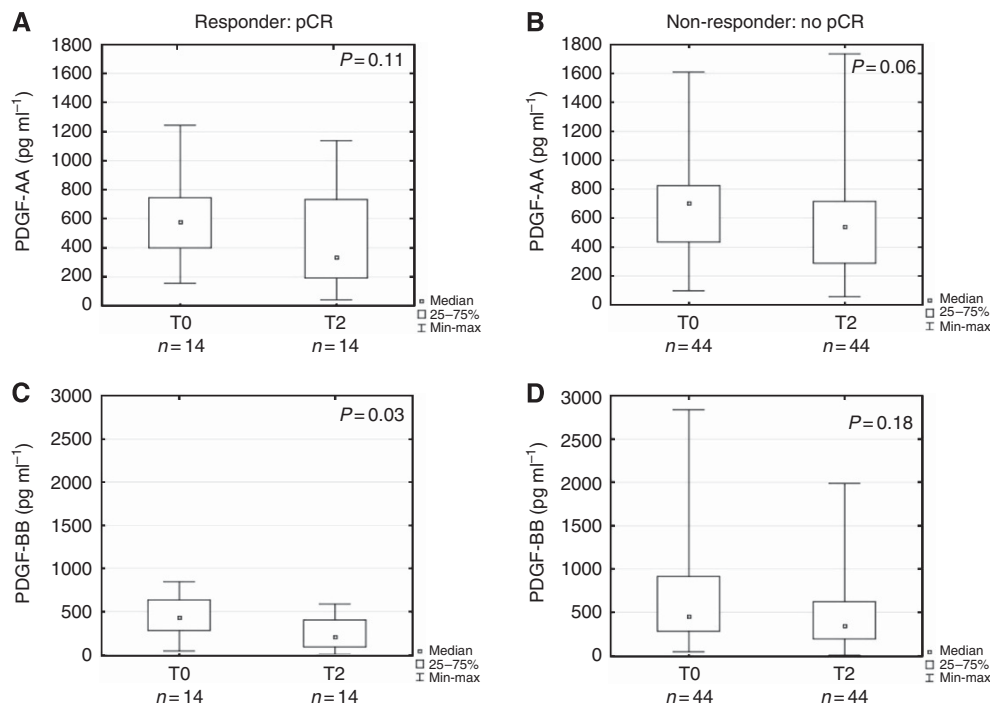 A Responder: pCR
1800
1600
1400
1200
1000
800
600
400
200
0
PDGF-AA (pg ml⁻¹)
P = 0.11
T0 T2
n = 14 n = 14
Median
25–75%
Min-max
B Non-responder: no pCR
1800
1600
1400
1200
1000
800
600
400
200
0
PDGF-AA (pg ml⁻¹)
P = 0.06
T0 T2
n = 44 n = 44
Median
25–75%
Min-max
C
3000
2500
2000
1500
1000
500
0
PDGF-BB (pg ml⁻¹)
P = 0.03
T0 T2
n = 14 n = 14
Median
25–75%
Min-max
D
3000
2500
2000
1500
1000
500
0
PDGF-BB (pg ml⁻¹)
P = 0.18
T0 T2
n = 44 n = 44
Median
25–75%
Min-max